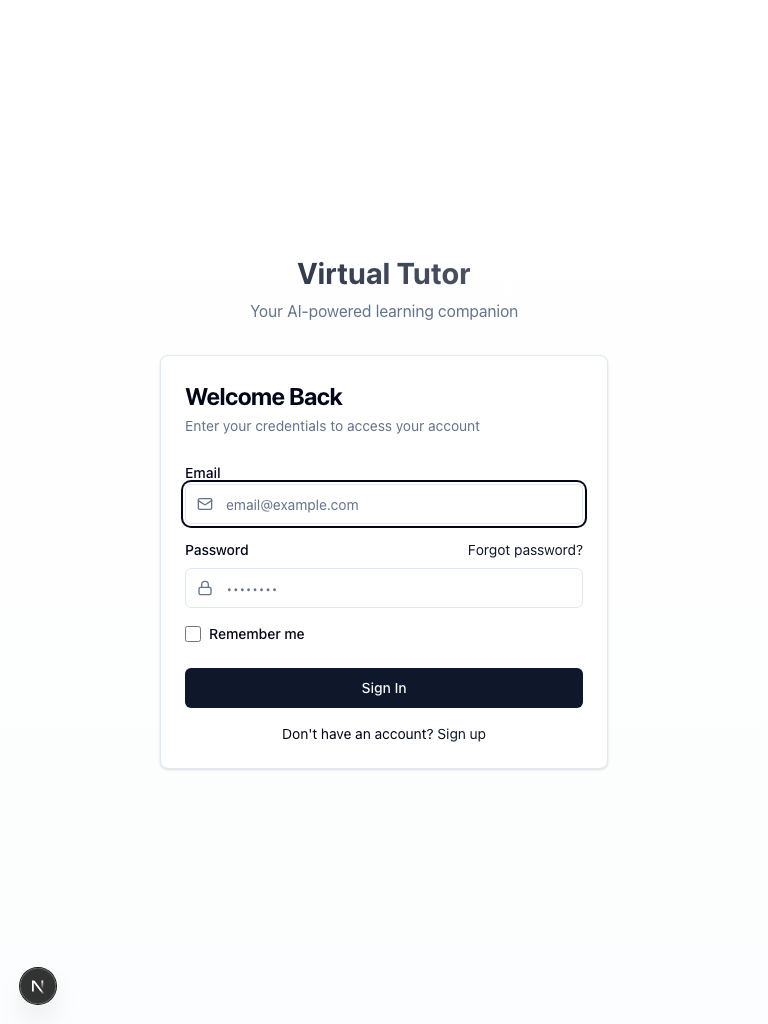 Virtual Tutor
Your AI-powered learning companion
Welcome Back
Enter your credentials to access your account
Email
email@example.com
Password Forgot password?
••••••••
Remember me
Sign In
Don't have an account? Sign up
N